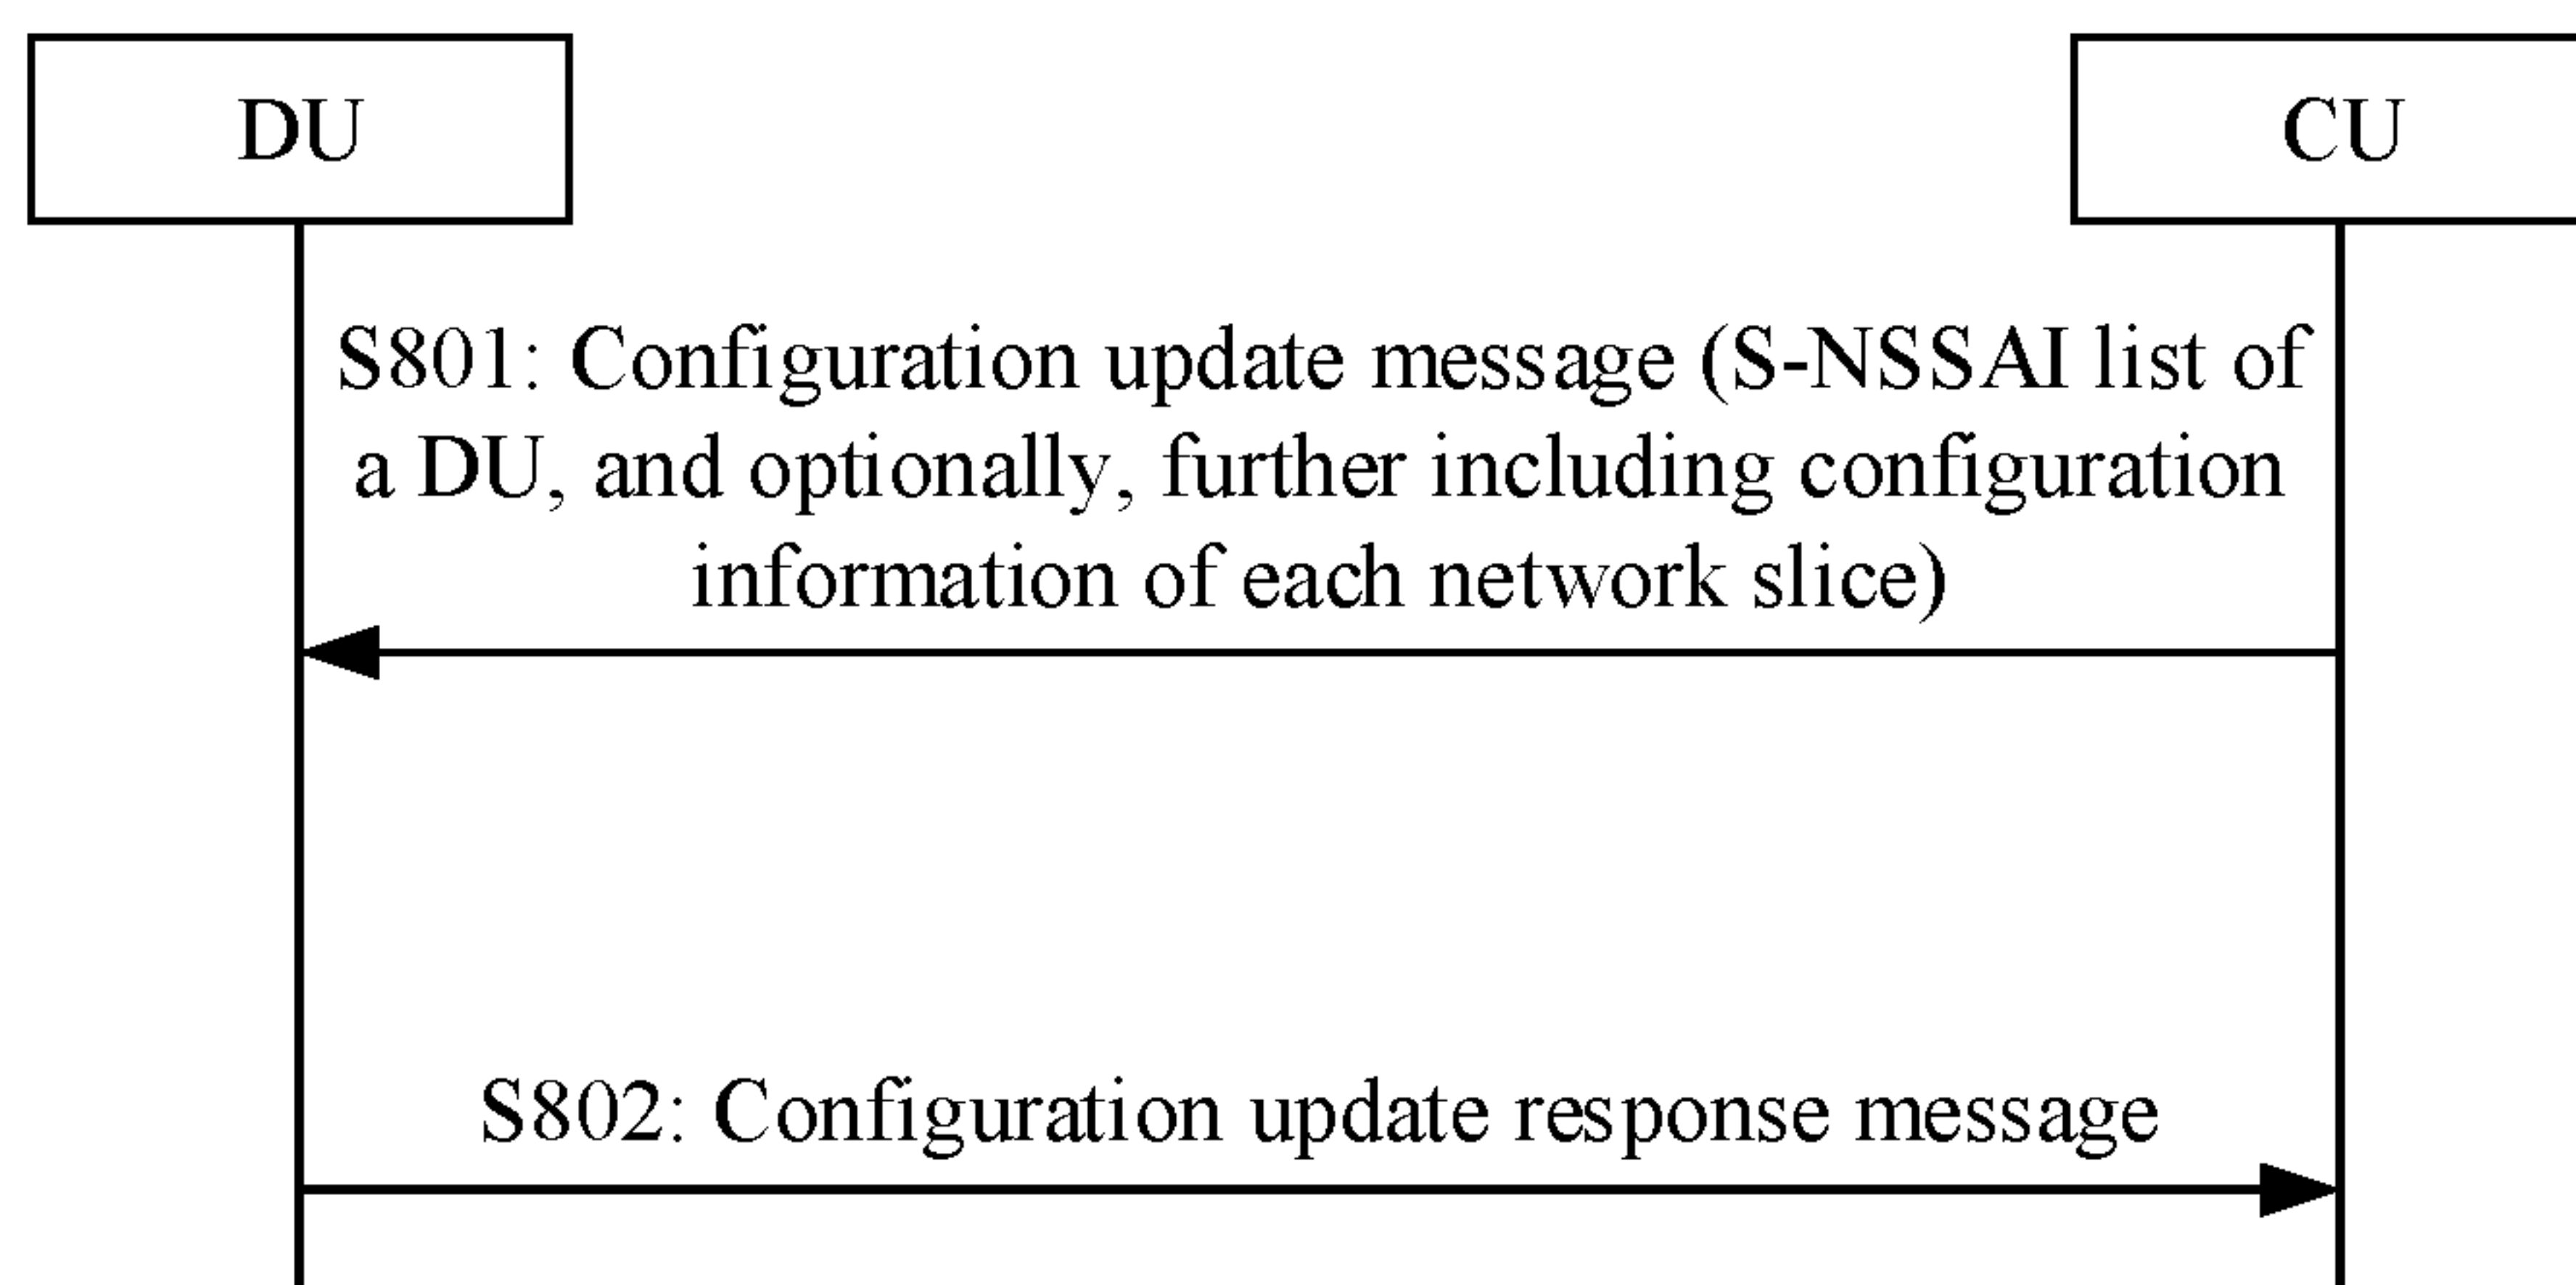 DU
CU
S801: Configuration update message (S-NSSAI list of
a DU, and optionally, further including configuration
information of each network slice)
S802: Configuration update response message